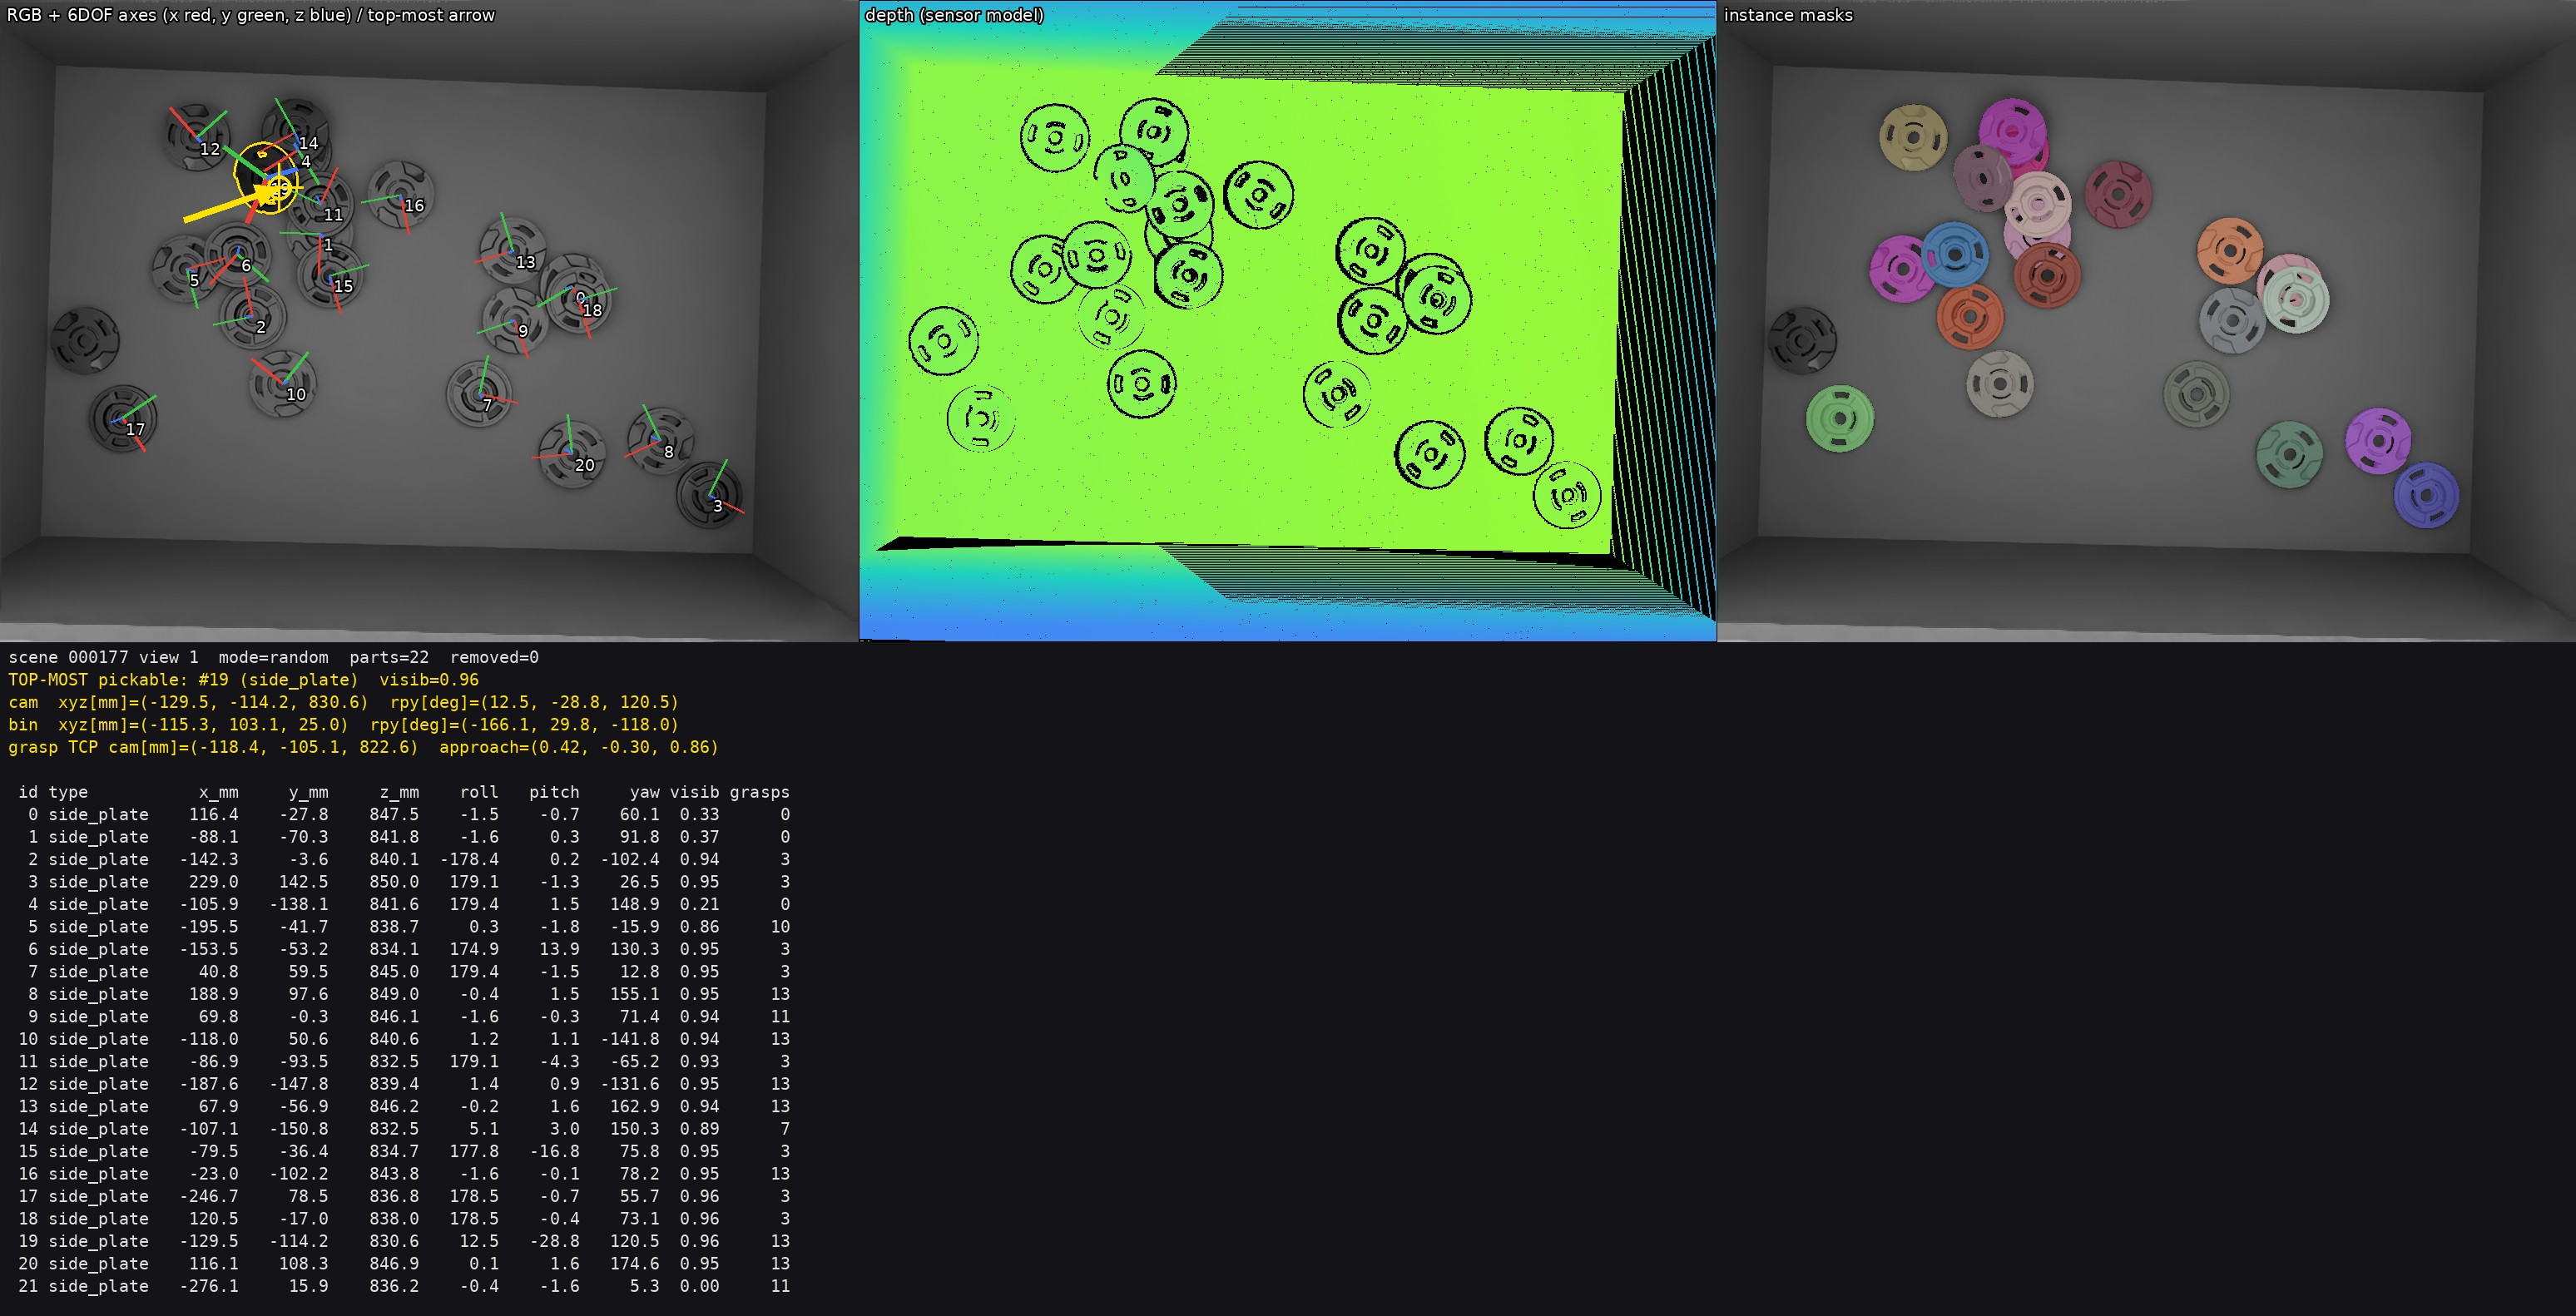 RGB + 6DOF axes (x red, y green, z blue) / top-most arrow
depth (sensor model)
instance masks
12
14
4
11
16
1
6
5
15
13
0
18
2
9
10
7
17
20
8
3
scene 000177 view 1  mode=random  parts=22  removed=0
TOP-MOST pickable: #19 (side_plate)  visib=0.96
cam  xyz[mm]=(-129.5, -114.2, 830.6)  rpy[deg]=(12.5, -28.8, 120.5)
bin  xyz[mm]=(-115.3, 103.1, 25.0)  rpy[deg]=(-166.1, 29.8, -118.0)
grasp TCP cam[mm]=(-118.4, -105.1, 822.6)  approach=(0.42, -0.30, 0.86)
id type x_mm y_mm z_mm roll pitch yaw visib grasps
0 side_plate 116.4 -27.8 847.5 -1.5 -0.7 60.1 0.33 0
1 side_plate -88.1 -70.3 841.8 -1.6 0.3 91.8 0.37 0
2 side_plate -142.3 -3.6 840.1 -178.4 0.2 -102.4 0.94 3
3 side_plate 229.0 142.5 850.0 179.1 -1.3 26.5 0.95 3
4 side_plate -105.9 -138.1 841.6 179.4 1.5 148.9 0.21 0
5 side_plate -195.5 -41.7 838.7 0.3 -1.8 -15.9 0.86 10
6 side_plate -153.5 -53.2 834.1 174.9 13.9 130.3 0.95 3
7 side_plate 40.8 59.5 845.0 179.4 -1.5 12.8 0.95 3
8 side_plate 188.9 97.6 849.0 -0.4 1.5 155.1 0.95 13
9 side_plate 69.8 -0.3 846.1 -1.6 -0.3 71.4 0.94 11
10 side_plate -118.0 50.6 840.6 1.2 1.1 -141.8 0.94 13
11 side_plate -86.9 -93.5 832.5 179.1 -4.3 -65.2 0.93 3
12 side_plate -187.6 -147.8 839.4 1.4 0.9 -131.6 0.95 13
13 side_plate 67.9 -56.9 846.2 -0.2 1.6 162.9 0.94 13
14 side_plate -107.1 -150.8 832.5 5.1 3.0 150.3 0.89 7
15 side_plate -79.5 -36.4 834.7 177.8 -16.8 75.8 0.95 3
16 side_plate -23.0 -102.2 843.8 -1.6 -0.1 78.2 0.95 13
17 side_plate -246.7 78.5 836.8 178.5 -0.7 55.7 0.96 3
18 side_plate 120.5 -17.0 838.0 178.5 -0.4 73.1 0.96 3
19 side_plate -129.5 -114.2 830.6 12.5 -28.8 120.5 0.96 13
20 side_plate 116.1 108.3 846.9 0.1 1.6 174.6 0.95 13
21 side_plate -276.1 15.9 836.2 -0.4 -1.6 5.3 0.00 11